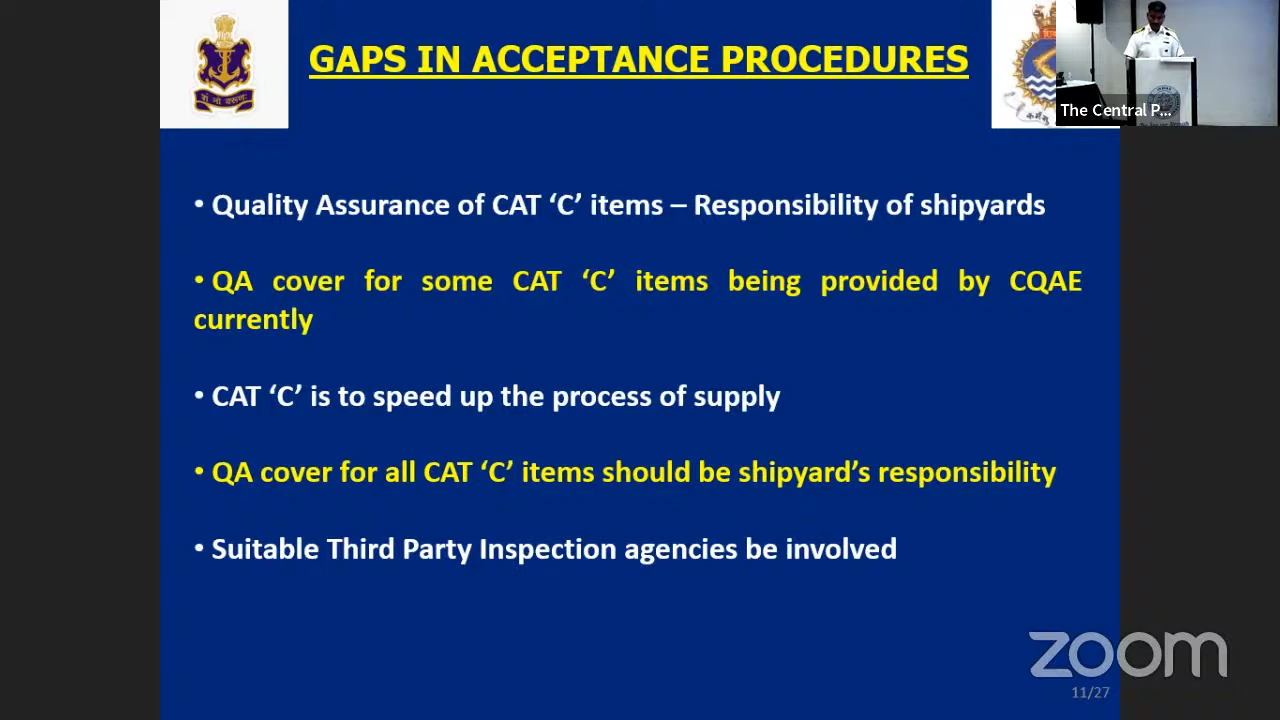 GAPS IN ACCEPTANCE PROCEDURES
The Central P...
• Quality Assurance of CAT ‘C’ items – Responsibility of shipyards
• QA cover for some CAT ‘C’ items being provided by CQAE
currently
• CAT ‘C’ is to speed up the process of supply
• QA cover for all CAT ‘C’ items should be shipyard’s responsibility
• Suitable Third Party Inspection agencies be involved
zoom
11/27